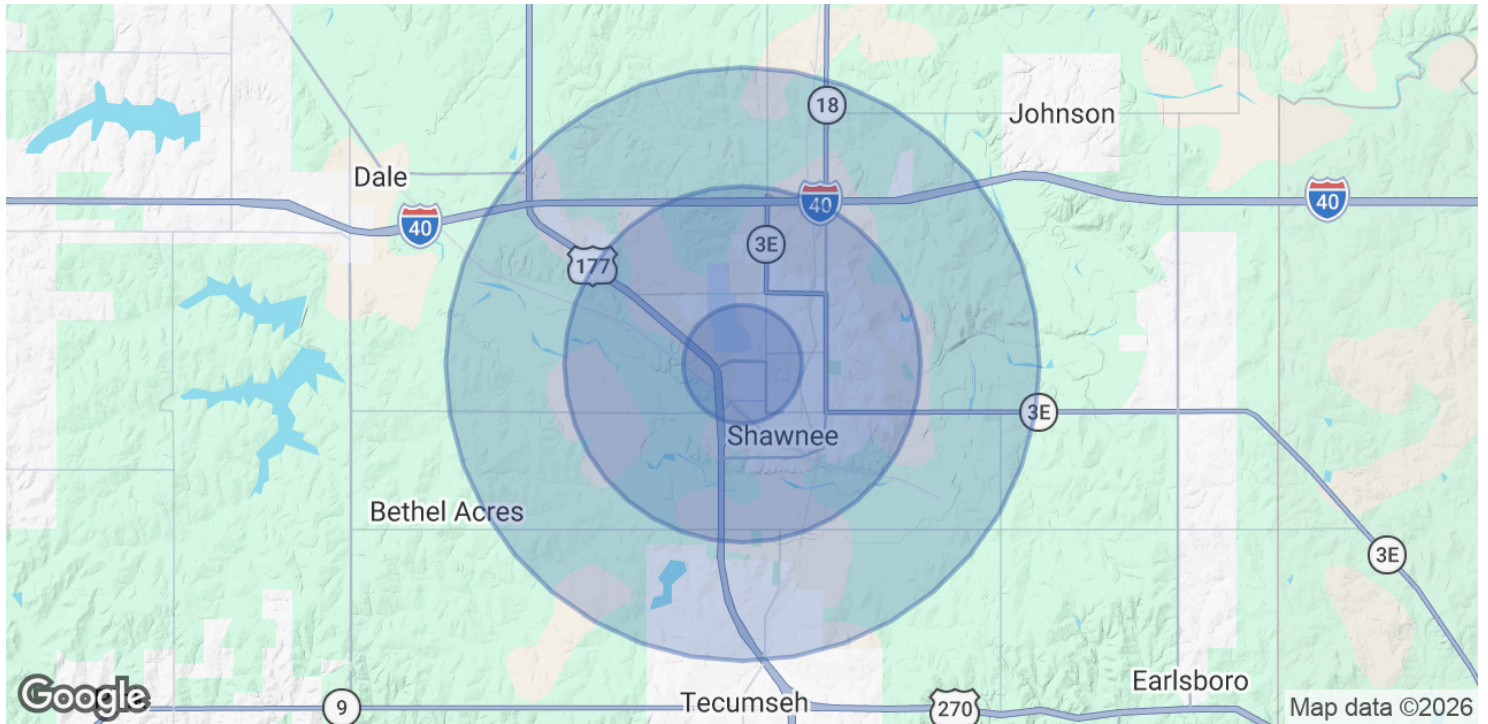 18
Johnson
Dale
40
40
40
3E
177
3E
Shawnee
Bethel Acres
3E
Earlsboro
Google
9
Tecumseh
270
Map data ©2026